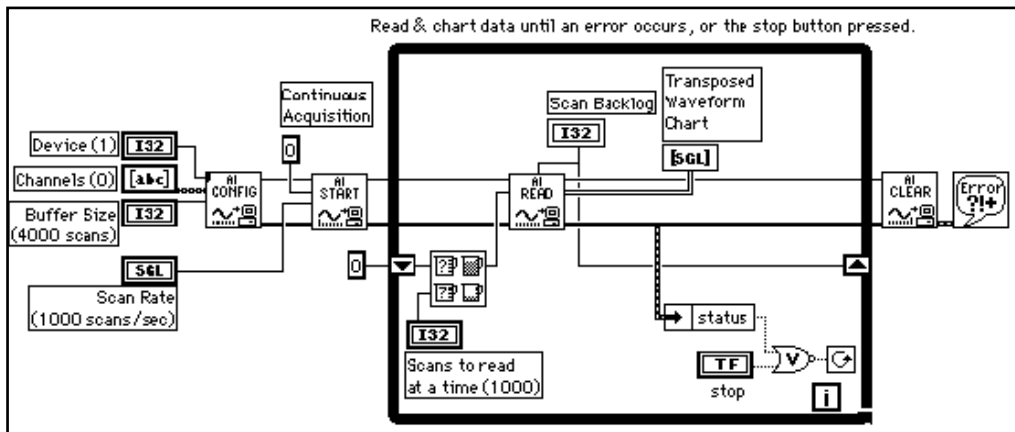 Read & chart data until an error occurs, or the stop button pressed.
Continuous
Acquisition
Scan Backlog
Transposed
Waveform
Chart
Device (1)
I32
Channels (0)
[abc]
Buffer Size
(4000 scans)
I32
SGL
Scan Rate
(1000 scans/sec)
0
AI
CONFIG
AI
START
I32
[SGL]
AI
READ
AI
CLEAR
Error
?!+
0
?
?
I32
Scans to read
at a time (1000)
status
TF
stop
V
i